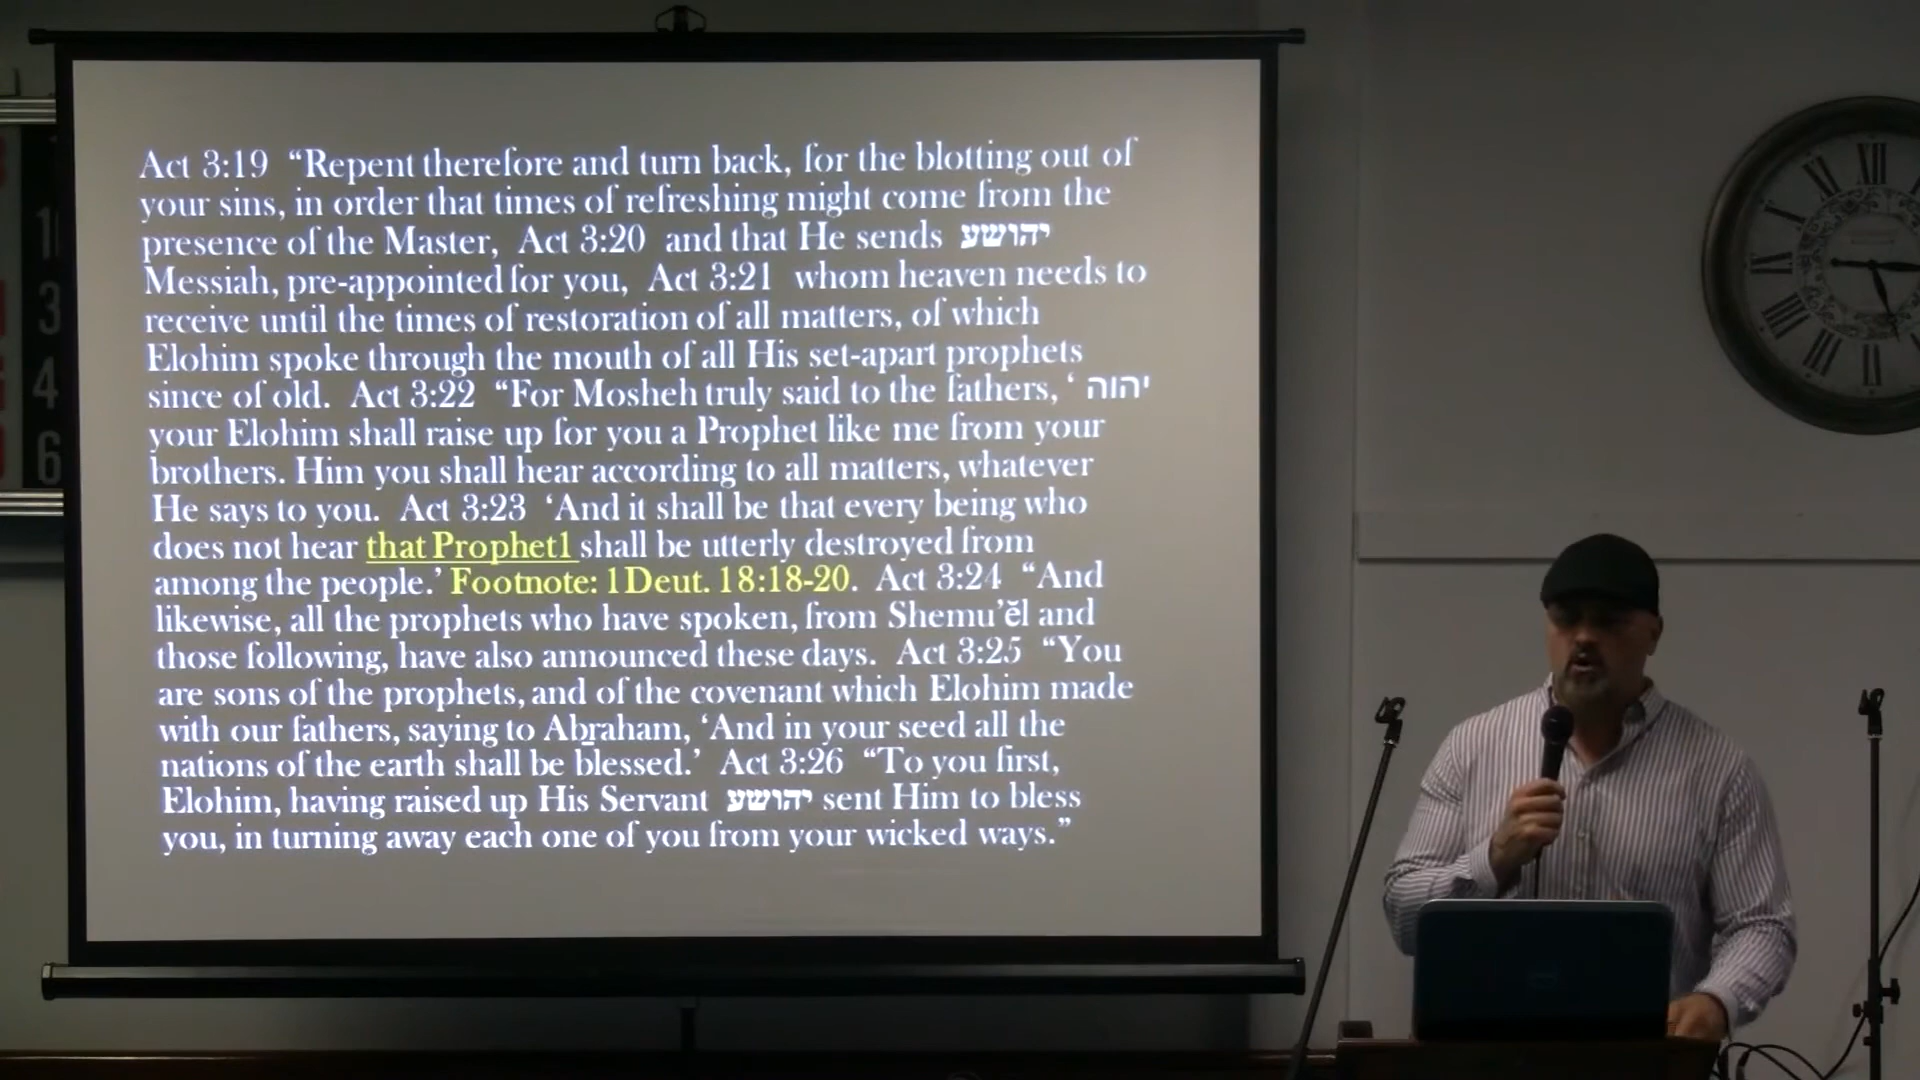 Act 3:19 “Repent therefore and turn back, for the blotting out of
your sins, in order that times of refreshing might come from the
presence of the Master, Act 3:20 and that He sends יהושע
Messiah, pre-appointed for you, Act 3:21 whom heaven needs to
receive until the times of restoration of all matters, of which
Elohim spoke through the mouth of all His set-apart prophets
since of old. Act 3:22 “For Mosheh truly said to the fathers, ‘ יהוה
your Elohim shall raise up for you a Prophet like me from your
brothers. Him you shall hear according to all matters, whatever
He says to you. Act 3:23 ‘And it shall be that every being who
does not hear that Prophet1 shall be utterly destroyed from
among the people.’ Footnote: 1Deut. 18:18-20. Act 3:24 “And
likewise, all the prophets who have spoken, from Shemu’ĕl and
those following, have also announced these days. Act 3:25 “You
are sons of the prophets, and of the covenant which Elohim made
with our fathers, saying to Aḇraham, ‘And in your seed all the
nations of the earth shall be blessed.’ Act 3:26 “To you first,
Elohim, having raised up His Servant יהושע sent Him to bless
you, in turning away each one of you from your wicked ways.”
3
4
6